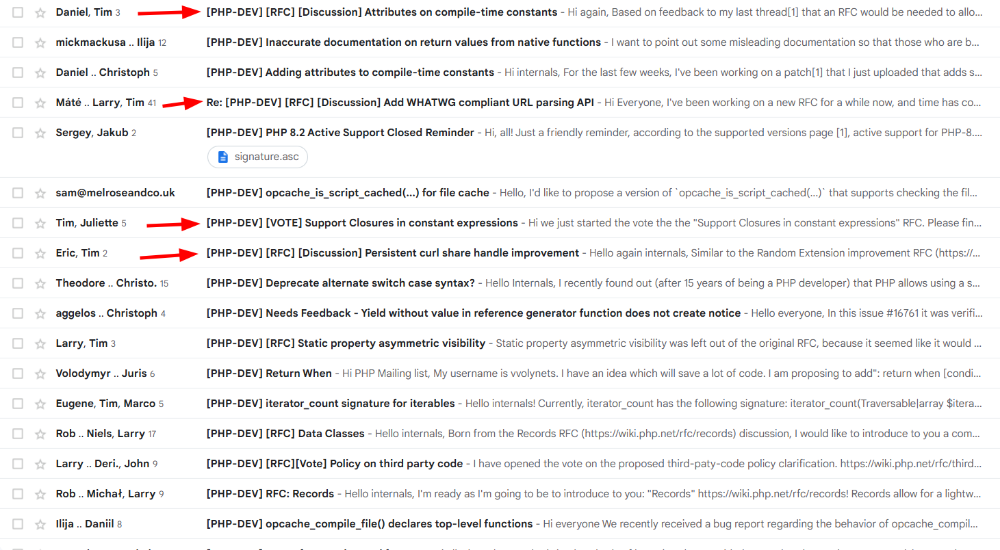 Daniel, Tim 3 [PHP-DEV] [RFC] [Discussion] Attributes on compile-time constants - Hi again, Based on feedback to my last thread[1] that an RFC would be needed to allo...
mickmackusa .. Ilija 12 [PHP-DEV] Inaccurate documentation on return values from native functions - I want to point out some misleading documentation so that those who are b...
Daniel .. Christoph 5 [PHP-DEV] Adding attributes to compile-time constants - Hi internals, For the last few weeks, I've been working on a patch[1] that I just uploaded that adds s...
Máté .. Larry, Tim 41 Re: [PHP-DEV] [RFC] [Discussion] Add WHATWG compliant URL parsing API - Hi Everyone, I've been working on a new RFC for a while now, and time has co...
Sergey, Jakub 2 [PHP-DEV] PHP 8.2 Active Support Closed Reminder - Hi, all! Just a friendly reminder, according to the supported versions page [1], active support for PHP-8....
signature.asc
sam@melroseandco.uk [PHP-DEV] opcache_is_script_cached(...) for file cache - Hello, I'd like to propose a version of `opcache_is_script_cached(...)` that supports checking the fil...
Tim, Juliette 5 [PHP-DEV] [VOTE] Support Closures in constant expressions - Hi we just started the vote the the "Support Closures in constant expressions" RFC. Please fin...
Eric, Tim 2 [PHP-DEV] [RFC] [Discussion] Persistent curl share handle improvement - Hello again internals, Similar to the Random Extension improvement RFC (https://...
Theodore .. Christo. 15 [PHP-DEV] Deprecate alternate switch case syntax? - Hello Internals, I recently found out (after 15 years of being a PHP developer) that PHP allows using a s...
aggelos .. Christoph 4 [PHP-DEV] Needs Feedback - Yield without value in reference generator function does not create notice - Hello everyone, In this issue #16761 it was verifi...
Larry, Tim 3 [PHP-DEV] [RFC] Static property asymmetric visibility - Static property asymmetric visibility was left out of the original RFC, because it seemed like it would ...
Volodymyr .. Juris 6 [PHP-DEV] Return When - Hi PHP Mailing list, My username is vvolynets. I have an idea which will save a lot of code. I am proposing to add": return when [condi...
Eugene, Tim, Marco 5 [PHP-DEV] iterator_count signature for iterables - Hello internals! Currently, iterator_count has the following signature: iterator_count(Traversable|array $itera...
Rob .. Niels, Larry 17 [PHP-DEV] [RFC] Data Classes - Hello internals, Born from the Records RFC (https://wiki.php.net/rfc/records) discussion, I would like to introduce to you a com...
Larry .. Deri., John 9 [PHP-DEV] [RFC][Vote] Policy on third party code - I have opened the vote on the proposed third-paty-code policy clarification. https://wiki.php.net/rfc/third...
Rob .. Michał, Larry 9 [PHP-DEV] RFC: Records - Hello internals, I'm ready as I'm going to be to introduce to you: "Records" https://wiki.php.net/rfc/records! Records allow for a lightw...
Ilija .. Daniil 8 [PHP-DEV] opcache_compile_file() declares top-level functions - Hi everyone We recently received a bug report regarding the behavior of opcache_compil...